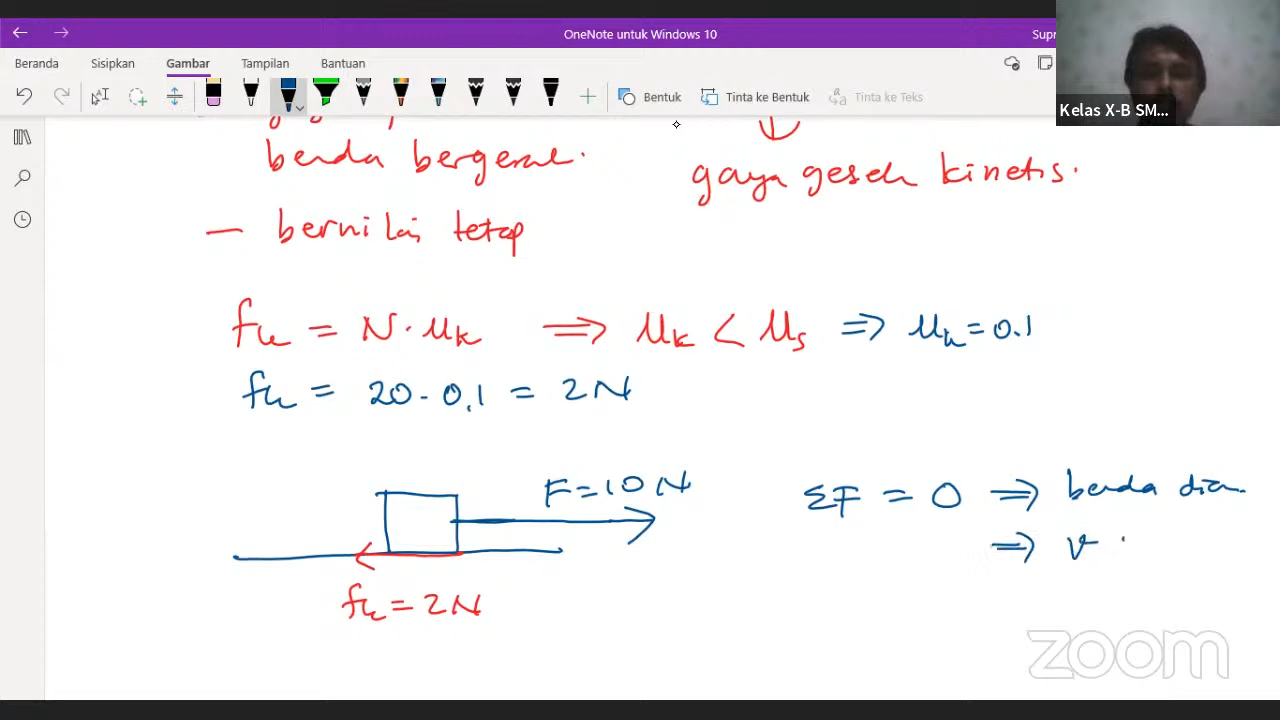 OneNote untuk Windows 10
Supr
Beranda Sisipkan Gambar Tampilan Bantuan
Bentuk Tinta ke Bentuk Tinta ke Teks
Kelas X-B SM...
benda bergerak.
gaya gesek kinetis.
— bernilai tetap
fk = N · μk ⇒ μk < μs ⇒ μk = 0.1
fk = 20 - 0,1 = 2N
F = 10 N
ΣF = 0 ⇒ benda diam.
⇒ v
fk = 2N
zoom